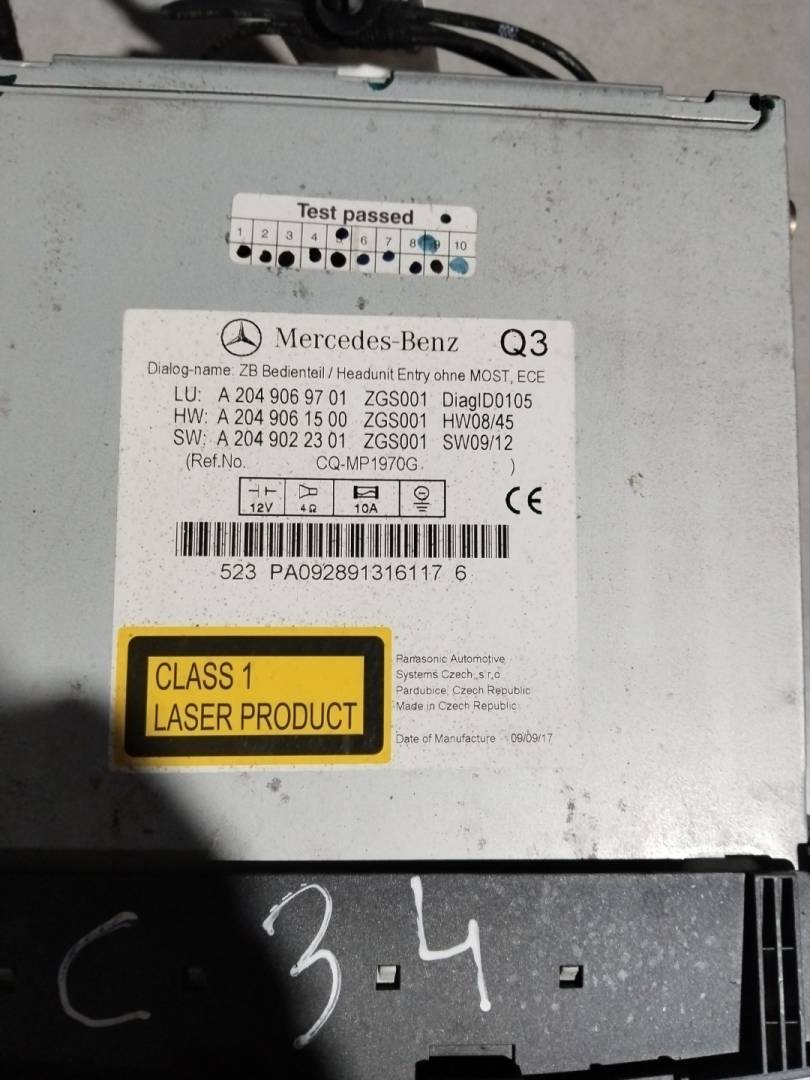 Test passed
1 2 3 4 5 6 7 8 9 10
Mercedes-Benz Q3
Dialog-name: ZB Bedienteil / Headunit Entry ohne MOST, ECE
LU: A 204 906 97 01 ZGS001 DiagID0105
HW: A 204 906 15 00 ZGS001 HW08/45
SW: A 204 902 23 01 ZGS001 SW09/12
(Ref.No. CQ-MP1970G )
12V 4Ω 10A CE
523 PA092891316117 6
CLASS 1
LASER PRODUCT
Panasonic Automotive
Systems Czech, s.r.o
Pardubice, Czech Republic
Made in Czech Republic
Date of Manufacture 09/09/17
C 34